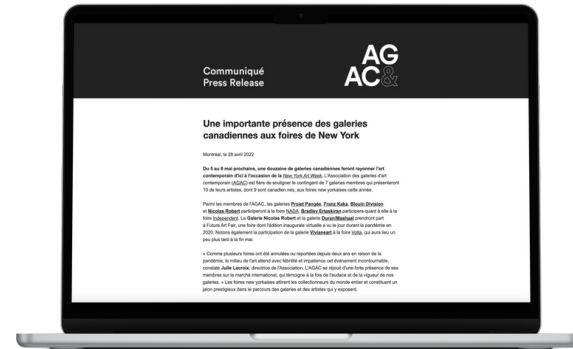 AG
AC&
Communiqué
Press Release
Une importante présence des galeries
canadiennes aux foires de New York
Montréal, le 28 avril 2022
Du 5 au 8 mai prochains, une douzaine de galeries canadiennes feront rayonner l'art
contemporain d'ici à l'occasion de la New York Art Week. L'Association des galeries d'art
contemporain (AGAC) est fière de souligner le contingent de 7 galeries membres qui présenteront
10 de leurs artistes, dont 9 sont canadien.nes, aux foires new yorkaises cette année.
Parmi les membres de l'AGAC, les galeries Projet Pangée, Franz Kaka, Blouin Division
et Nicolas Robert participeront à la foire NADA. Bradley Ertaskiran participera quant à elle à la
foire Independent. La Galerie Nicolas Robert et la galerie Duran|Mashaal prendront part
à Future Art Fair, une foire dont l'édition inaugurale virtuelle a vu le jour durant la pandémie en
2020. Notons également la participation de la galerie Vivianeart à la foire Volta, qui aura lieu un
peu plus tard à la fin mai.
« Comme plusieurs foires ont été annulées ou reportées depuis deux ans en raison de la
pandémie, le milieu de l'art attend avec fébrilité et impatience cet événement incontournable,
constate Julie Lacroix, directrice de l'Association. L'AGAC se réjouit d'une forte présence de ses
membres sur le marché international, qui témoigne à la fois de l'audace et de la vigueur de nos
galeries. » Les foires new yorkaises attirent les collectionneurs du monde entier et constituent un
jalon prestigieux dans le parcours des galeries et des artistes qui y exposent.